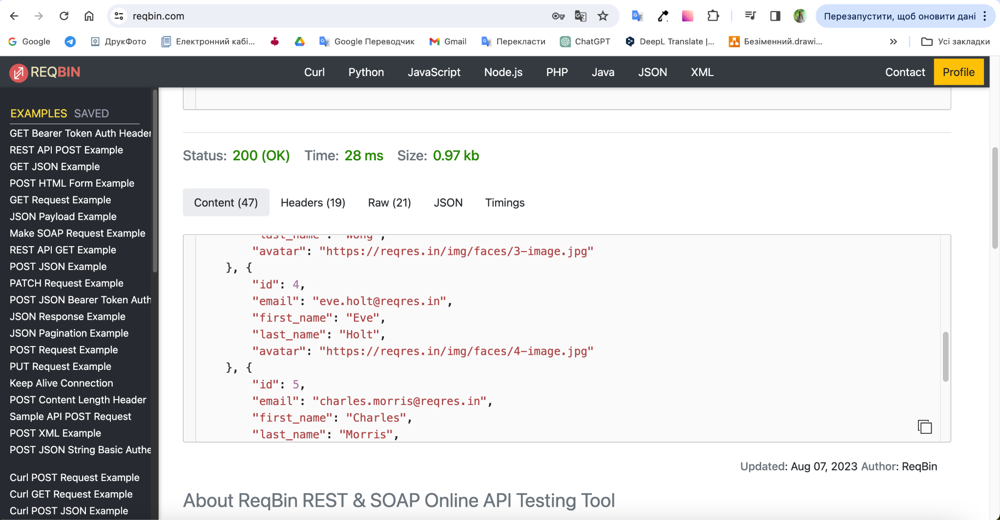 reqbin.com
Перезапустити, щоб оновити дані
Google
ДрукФото
Електронний кабі...
Google Переводчик
Gmail
Перекласти
ChatGPT
DeepL Translate |...
Безіменний.drawi...
Усі закладки
REQBIN
Curl Python JavaScript Node.js PHP Java JSON XML
Contact Profile
EXAMPLES SAVED
GET Bearer Token Auth Header
REST API POST Example
GET JSON Example
POST HTML Form Example
GET Request Example
JSON Payload Example
Make SOAP Request Example
REST API GET Example
POST JSON Example
PATCH Request Example
POST JSON Bearer Token Auth
JSON Response Example
JSON Pagination Example
POST Request Example
PUT Request Example
Keep Alive Connection
POST Content Length Header
Sample API POST Request
POST XML Example
POST JSON String Basic Authe
Curl POST Request Example
Curl GET Request Example
Curl POST JSON Example
Status: 200 (OK) Time: 28 ms Size: 0.97 kb
Content (47) Headers (19) Raw (21) JSON Timings
"last_name": "Wong",
"avatar": "https://reqres.in/img/faces/3-image.jpg"
}, {
"id": 4,
"email": "eve.holt@reqres.in",
"first_name": "Eve",
"last_name": "Holt",
"avatar": "https://reqres.in/img/faces/4-image.jpg"
}, {
"id": 5,
"email": "charles.morris@reqres.in",
"first_name": "Charles",
"last_name": "Morris",
Updated: Aug 07, 2023 Author: ReqBin
About ReqBin REST & SOAP Online API Testing Tool